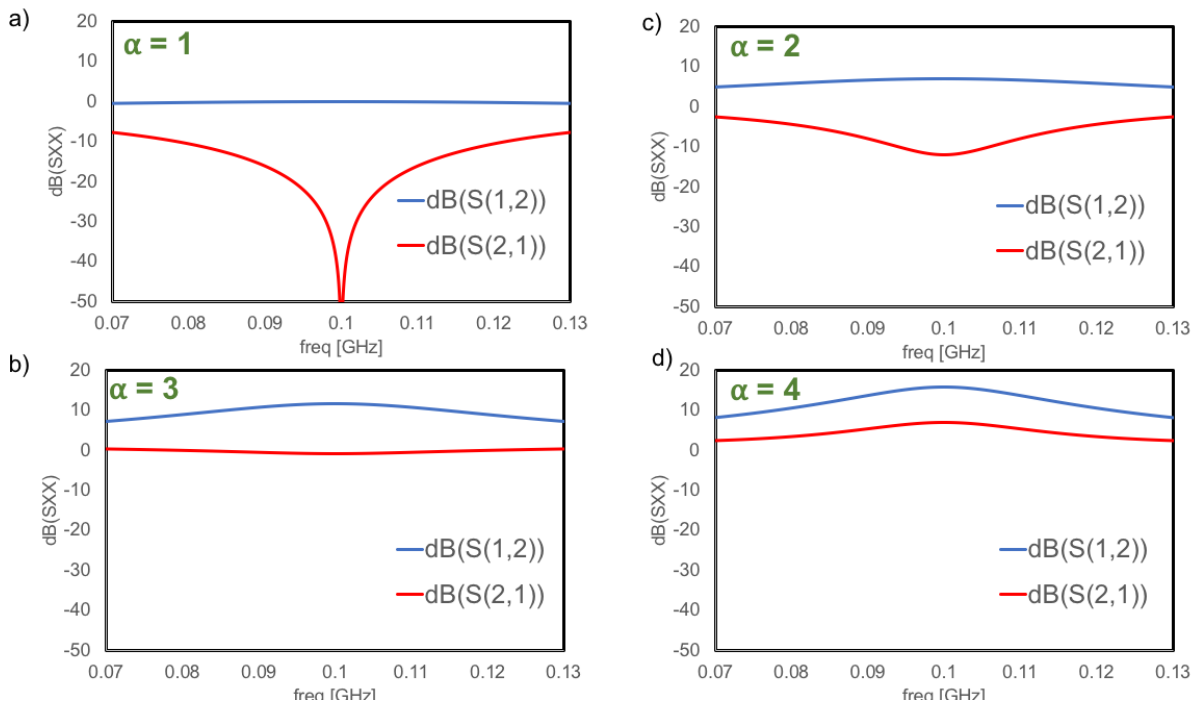 a)
α = 1
20
10
0
-10
-20
-30
-40
-50
dB(SXX)
dB(S(1,2))
dB(S(2,1))
0.07 0.08 0.09 0.1 0.11 0.12 0.13
freq [GHz]
c)
α = 2
20
10
0
-10
-20
-30
-40
-50
dB(SXX)
dB(S(1,2))
dB(S(2,1))
0.07 0.08 0.09 0.1 0.11 0.12 0.13
freq [GHz]
b)
α = 3
20
10
0
-10
-20
-30
-40
-50
dB(SXX)
dB(S(1,2))
dB(S(2,1))
0.07 0.08 0.09 0.1 0.11 0.12 0.13
freq [GHz]
d)
α = 4
20
10
0
-10
-20
-30
-40
-50
dB(SXX)
dB(S(1,2))
dB(S(2,1))
0.07 0.08 0.09 0.1 0.11 0.12 0.13
freq [GHz]